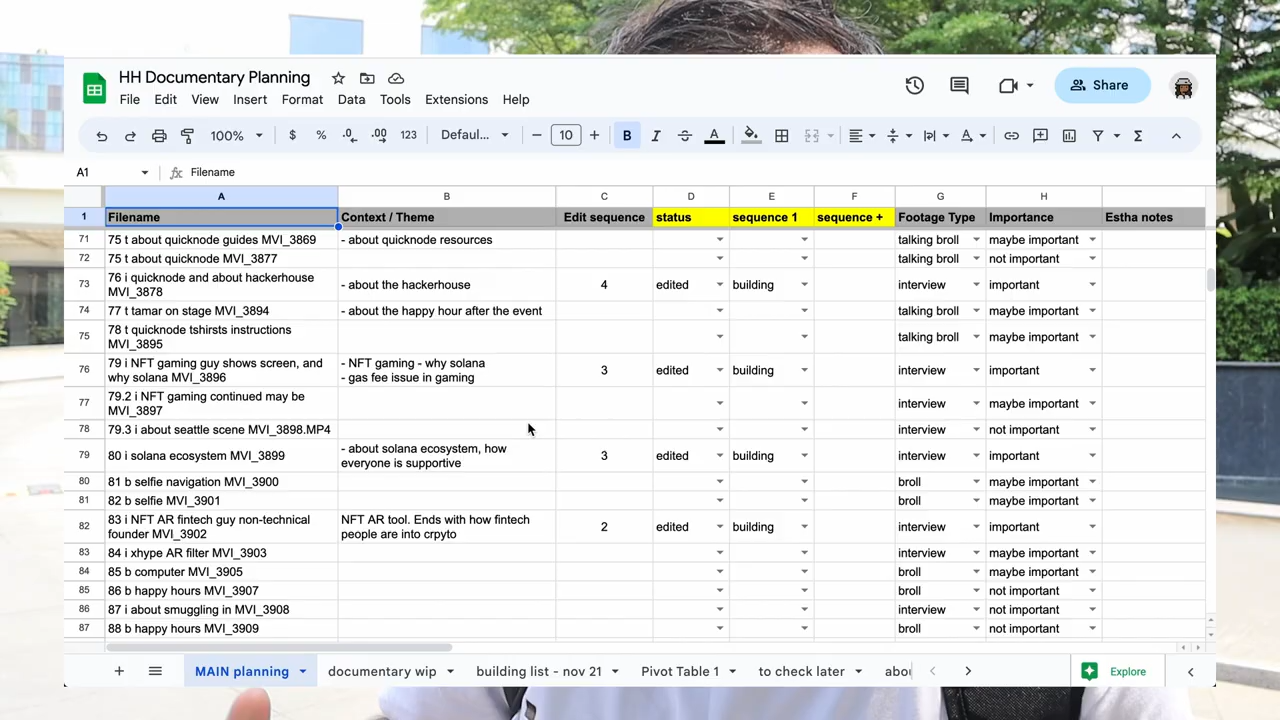 HH Documentary Planning
File Edit View Insert Format Data Tools Extensions Help
Share
100% $ % .0 .00 123 Defaul... 10 B I A Σ
A1 fx Filename
A B C D E F G H
1 Filename Context / Theme Edit sequence status sequence 1 sequence + Footage Type Importance Estha notes
71 75 t about quicknode guides MVI_3869 - about quicknode resources talking broll maybe important
72 75 t about quicknode MVI_3877 talking broll not important
73 76 i quicknode and about hackerhouse
MVI_3878 - about the hackerhouse 4 edited building interview important
74 77 t tamar on stage MVI_3894 - about the happy hour after the event talking broll maybe important
75 78 t quicknode tshirts instructions
MVI_3895 talking broll maybe important
76 79 i NFT gaming guy shows screen, and - NFT gaming - why solana
why solana MVI_3896 - gas fee issue in gaming 3 edited building interview important
77 79.2 i NFT gaming continued may be
MVI_3897 interview maybe important
78 79.3 i about seattle scene MVI_3898.MP4 interview not important
79 80 i solana ecosystem MVI_3899 - about solana ecosystem, how
everyone is supportive 3 edited building interview important
80 81 b selfie navigation MVI_3900 broll maybe important
81 82 b selfie MVI_3901 broll maybe important
82 83 i NFT AR fintech guy non-technical NFT AR tool. Ends with how fintech
founder MVI_3902 people are into crpyto 2 edited building interview important
83 84 i xhype AR filter MVI_3903 interview maybe important
84 85 b computer MVI_3905 broll maybe important
85 86 b happy hours MVI_3907 broll not important
86 87 i about smuggling in MVI_3908 interview not important
87 88 b happy hours MVI_3909 broll not important
MAIN planning documentary wip building list - nov 21 Pivot Table 1 to check later Explore